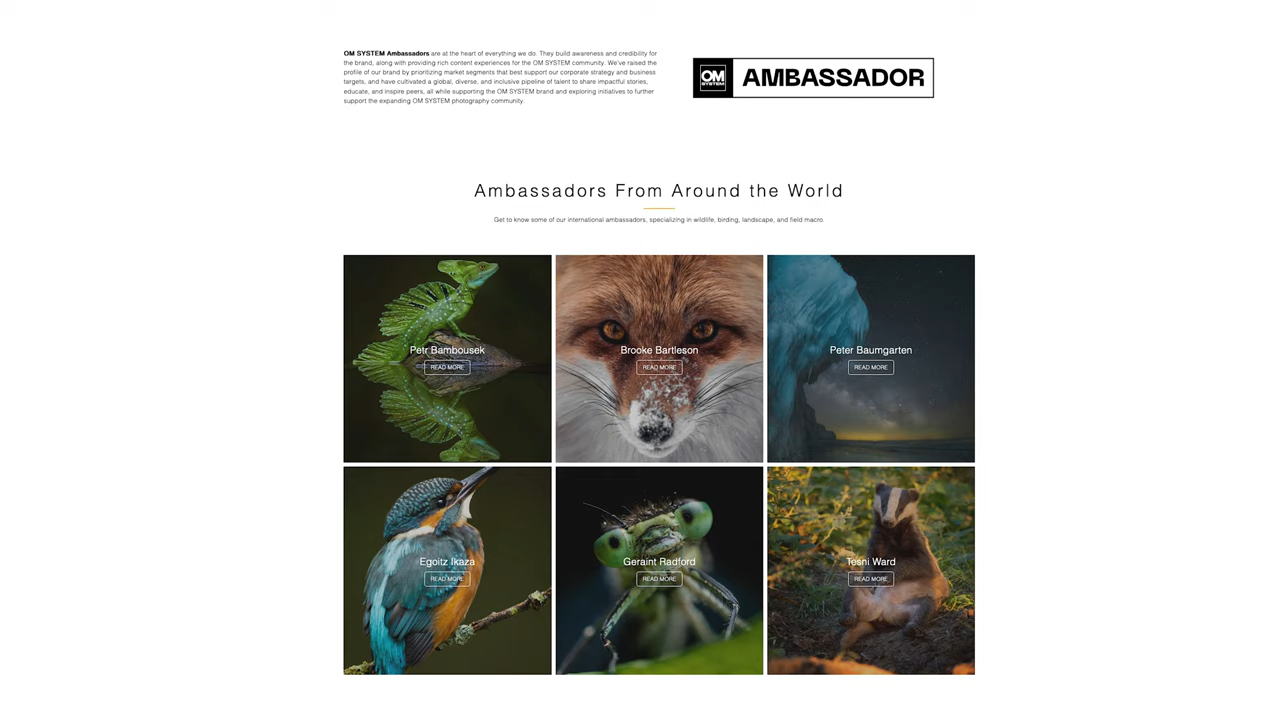 OM SYSTEM Ambassadors are at the heart of everything we do. They build awareness and credibility for
the brand, along with providing rich content experiences for the OM SYSTEM community. We've raised the
profile of our brand by prioritizing market segments that best support our corporate strategy and business
targets, and have cultivated a global, diverse, and inclusive pipeline of talent to share impactful stories,
educate, and inspire peers, all while supporting the OM SYSTEM brand and exploring initiatives to further
support the expanding OM SYSTEM photography community.
OM
SYSTEM
AMBASSADOR
Ambassadors From Around the World
Get to know some of our international ambassadors, specializing in wildlife, birding, landscape, and field macro.
Petr Bambousek
READ MORE
Brooke Bartleson
READ MORE
Peter Baumgarten
READ MORE
Egoitz Ikaza
READ MORE
Geraint Radford
READ MORE
Tesni Ward
READ MORE